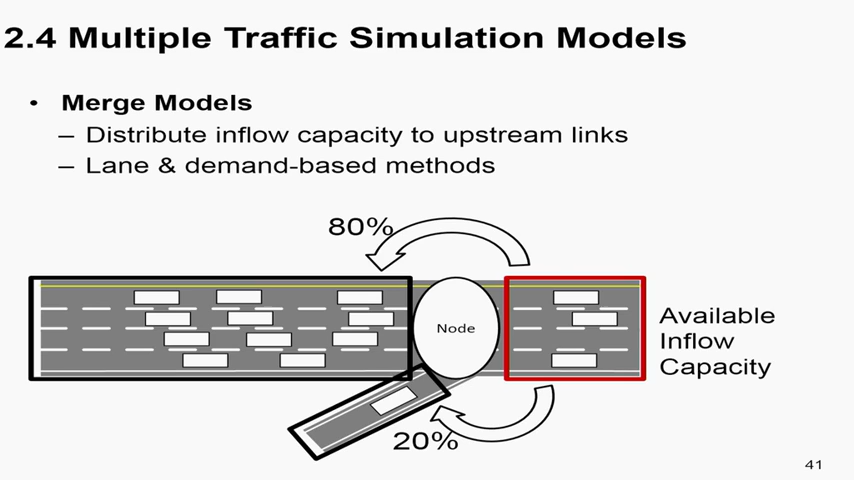 2.4 Multiple Traffic Simulation Models
• Merge Models
– Distribute inflow capacity to upstream links
– Lane & demand-based methods
80%
Node
Available
Inflow
Capacity
20%
41